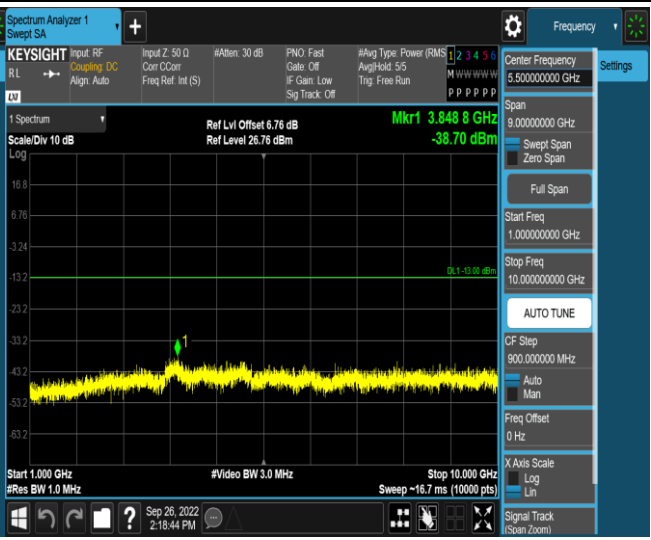 Spectrum Analyzer 1
Swept SA
+
Frequency
KEYSIGHT
Input: RF
Coupling: DC
Align: Auto
Input Z: 50 Ω
Corr CCorr
Freq Ref: Int (S)
#Atten: 30 dB
PNO: Fast
Gate: Off
IF Gain: Low
Sig Track: Off
#Avg Type: Power (RMS
Avg|Hold: 5/5
Trig: Free Run
1 2 3 4 5 6
M W W W W W
P P P P P P
R L
LXI
1 Spectrum
Scale/Div 10 dB
Log
Ref Lvl Offset 6.76 dB
Ref Level 26.76 dBm
Mkr1 3.848 8 GHz
-38.70 dBm
16.8
6.76
-3.24
-13.2
-23.2
-33.2
-43.2
-53.2
-63.2
DL1 -13.00 dBm
1
Start 1.000 GHz
#Res BW 1.0 MHz
#Video BW 3.0 MHz
Stop 10.000 GHz
Sweep ~16.7 ms (10000 pts)
Sep 26, 2022
2:18:44 PM
?
Center Frequency
5.500000000 GHz
Span
9.00000000 GHz
Swept Span
Zero Span
Full Span
Start Freq
1.000000000 GHz
Stop Freq
10.000000000 GHz
AUTO TUNE
CF Step
900.000000 MHz
Auto
Man
Freq Offset
0 Hz
X Axis Scale
Log
Lin
Signal Track
(Span Zoom)
Settings